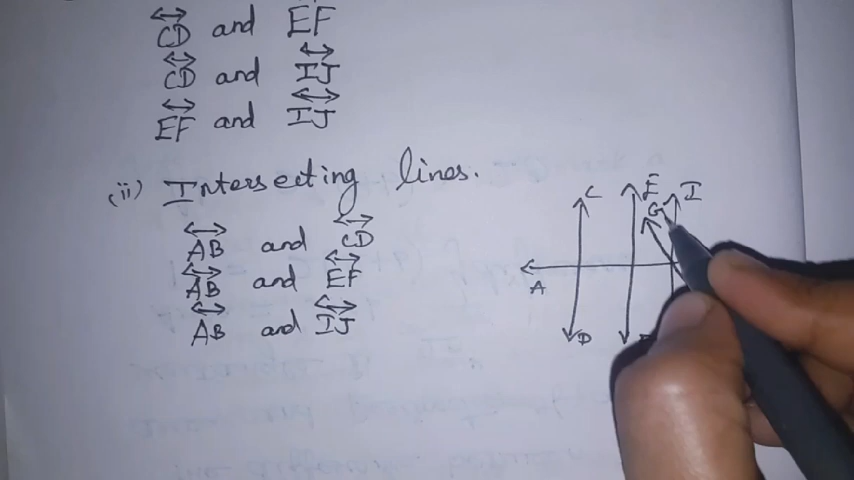 CD and EF
CD and IJ
EF and IJ
(ii) Intersecting lines.
AB and CD
AB and EF
AB and IJ
C E I
G
A
D